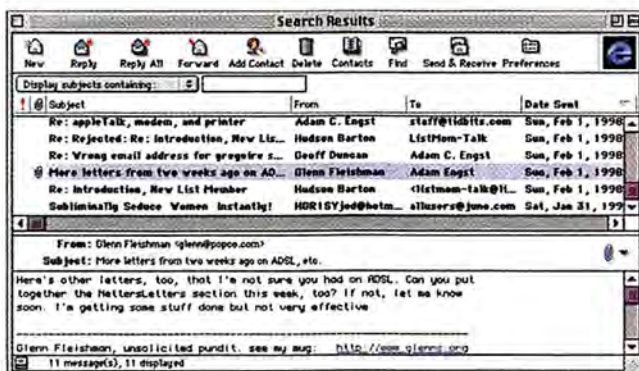 Search Results
New Reply Reply All Forward Add Contact Delete Contacts Find Send & Receive Preferences
Display subjects containing:
! Subject From To Date Sent
Re: appleTalk, modem, and printer Adam C. Engst staff@tidbits.com Sun, Feb 1, 1998
Re: Rejected: Re: Introduction, New Lis... Hudson Barton ListMom-Talk Sun, Feb 1, 1998
Re: Wrong email address for gregoire s... Geoff Duncan Adam C. Engst Sun, Feb 1, 1998
More letters from two weeks ago on AD... Glenn Fleishman Adam Engst Sun, Feb 1, 1998
Re: Introduction, New List Member Hudson Barton <listmom-talk@li... Sun, Feb 1, 1998
Subliminally Seduce Women Instantly! allusers@juno.com Sat, Jan 31, 199
From: Glenn Fleishman <glenn@popco.com>
Subject: More letters from two weeks ago on ADSL, etc.
Here's other letters, too, that I'm not sure you had on ADSL. Can you put
together the section this week, too? If not, let me know
soon. I'm getting some stuff done but not very effective
Glenn Fleishman, unsolicited pundit. see my mug:
11 message(s), 11 displayed